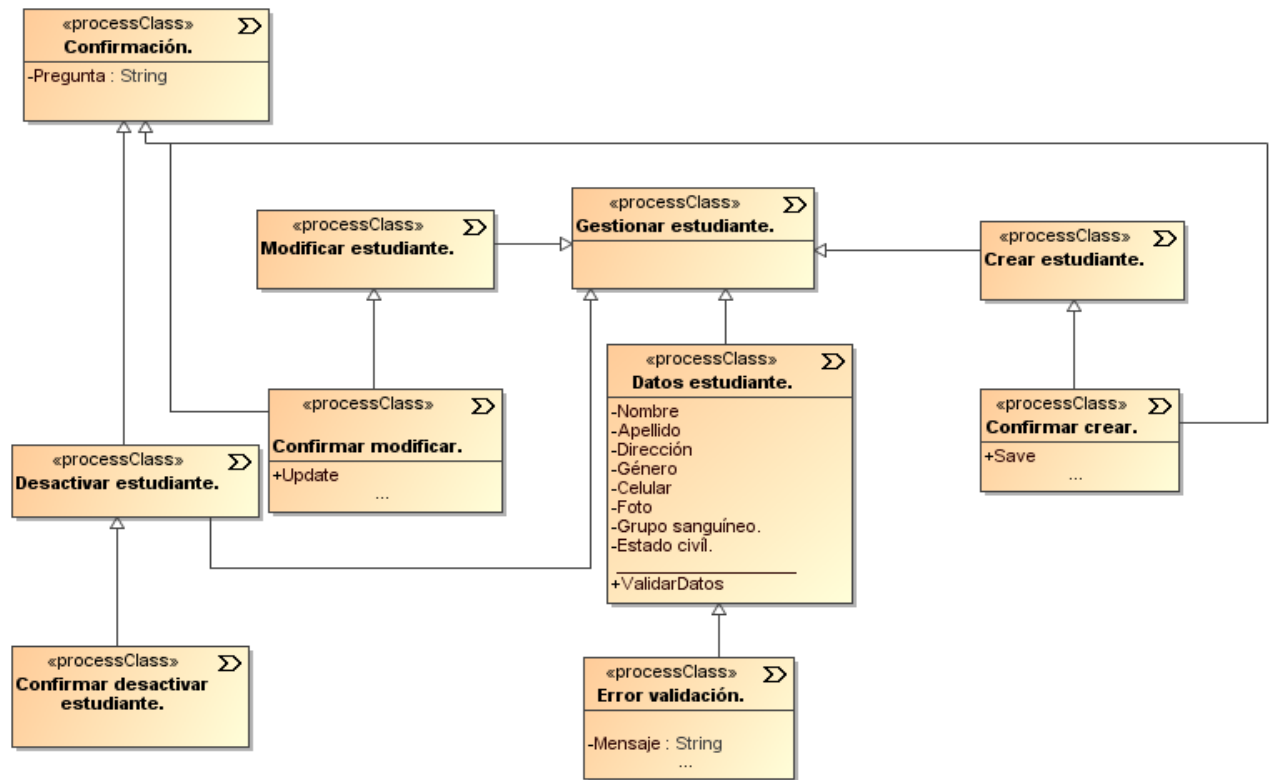 «processClass»
Confirmación.
-Pregunta : String
«processClass»
Modificar estudiante.
«processClass»
Gestionar estudiante.
«processClass»
Crear estudiante.
«processClass»
Confirmar modificar.
+Update
...
«processClass»
Datos estudiante.
-Nombre
-Apellido
-Dirección
-Género
-Celular
-Foto
-Grupo sanguíneo.
-Estado civíl.
+ValidarDatos
«processClass»
Confirmar crear.
+Save
...
«processClass»
Desactivar estudiante.
«processClass»
Confirmar desactivar
estudiante.
«processClass»
Error validación.
-Mensaje : String
...